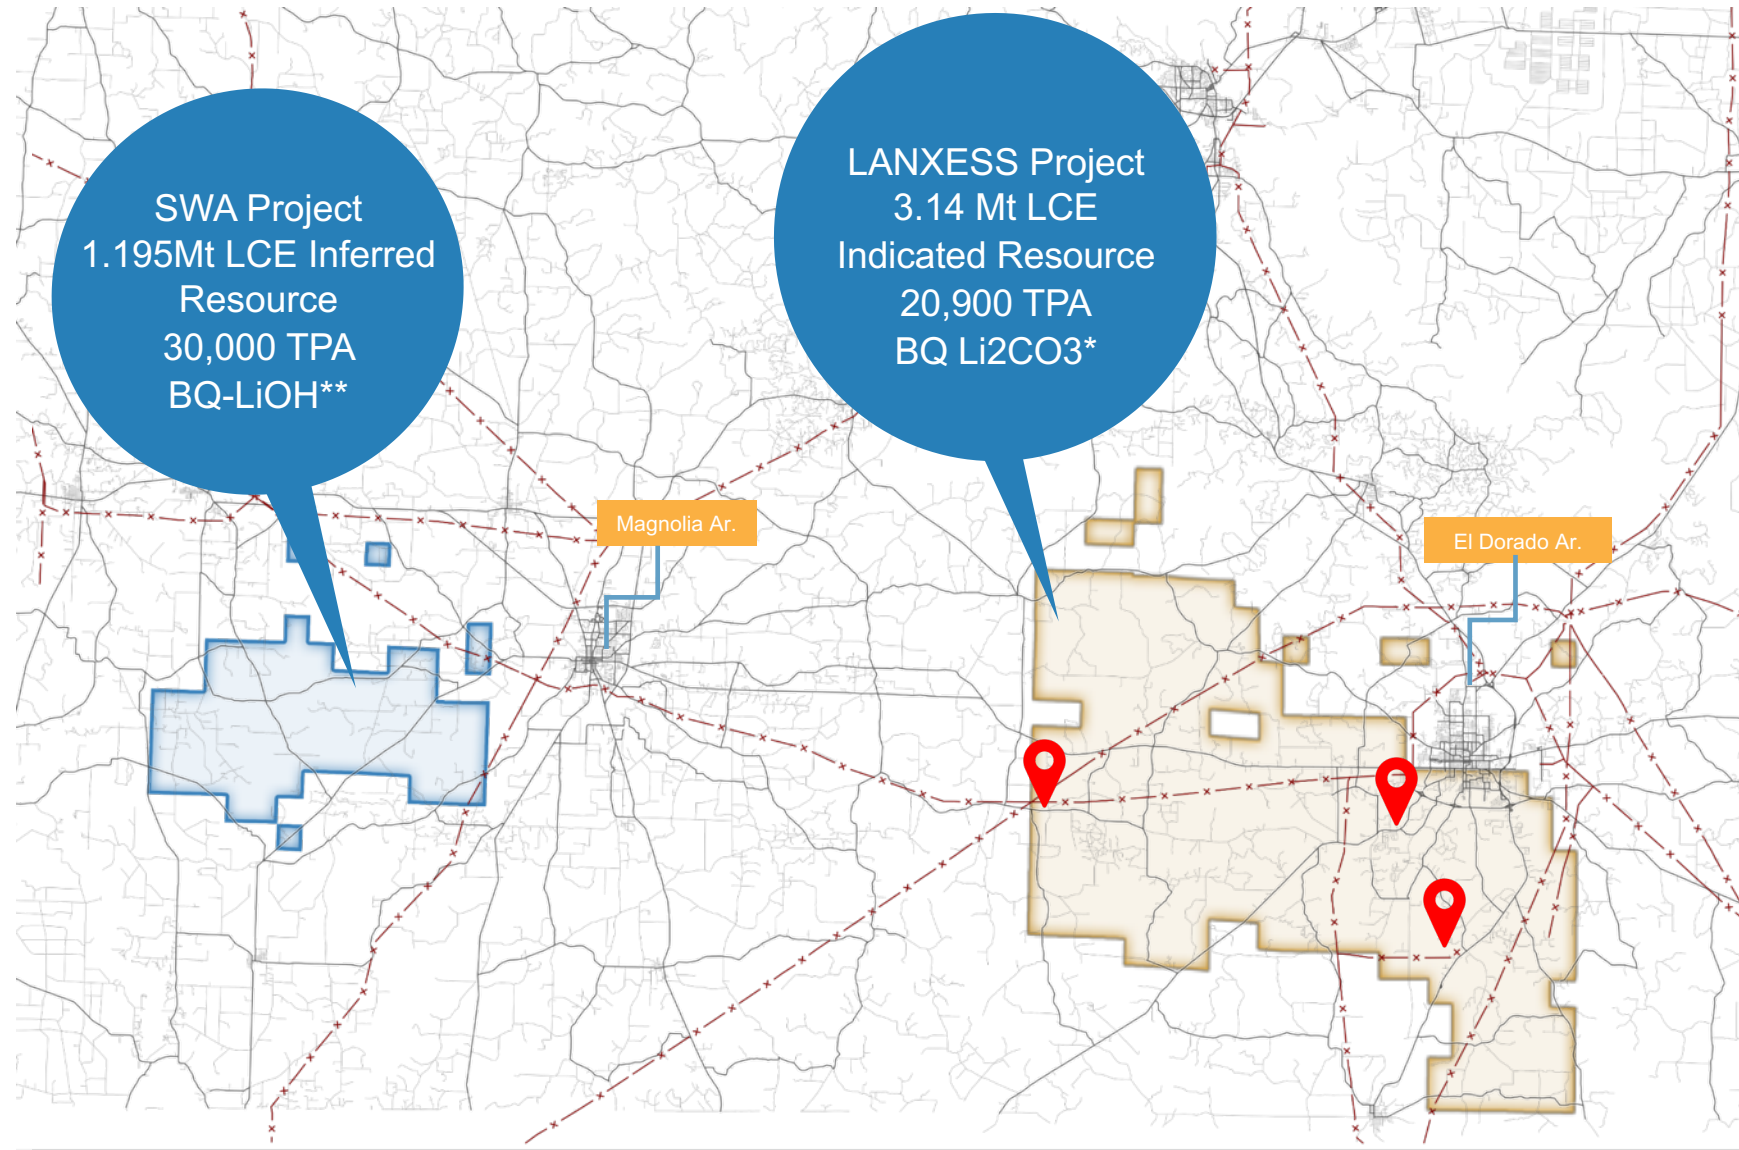 SWA Project
1.195Mt LCE Inferred
Resource
30,000 TPA
BQ-LiOH**
LANXESS Project
3.14 Mt LCE
Indicated Resource
20,900 TPA
BQ Li2CO3*
Magnolia Ar.
El Dorado Ar.